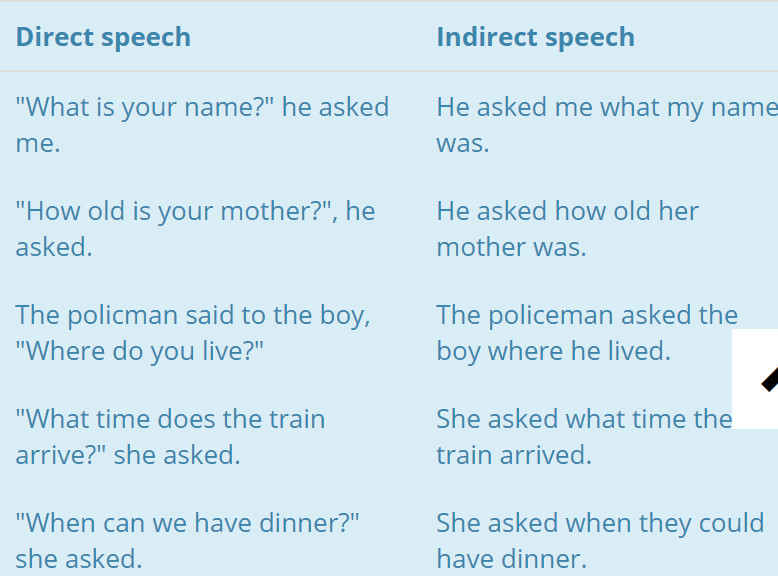 Direct speech
Indirect speech
"What is your name?" he asked
me.
He asked me what my name
was.
"How old is your mother?", he
asked.
He asked how old her
mother was.
The policman said to the boy,
"Where do you live?"
The policeman asked the
boy where he lived.
"What time does the train
arrive?" she asked.
She asked what time the
train arrived.
"When can we have dinner?"
she asked.
She asked when they could
have dinner.